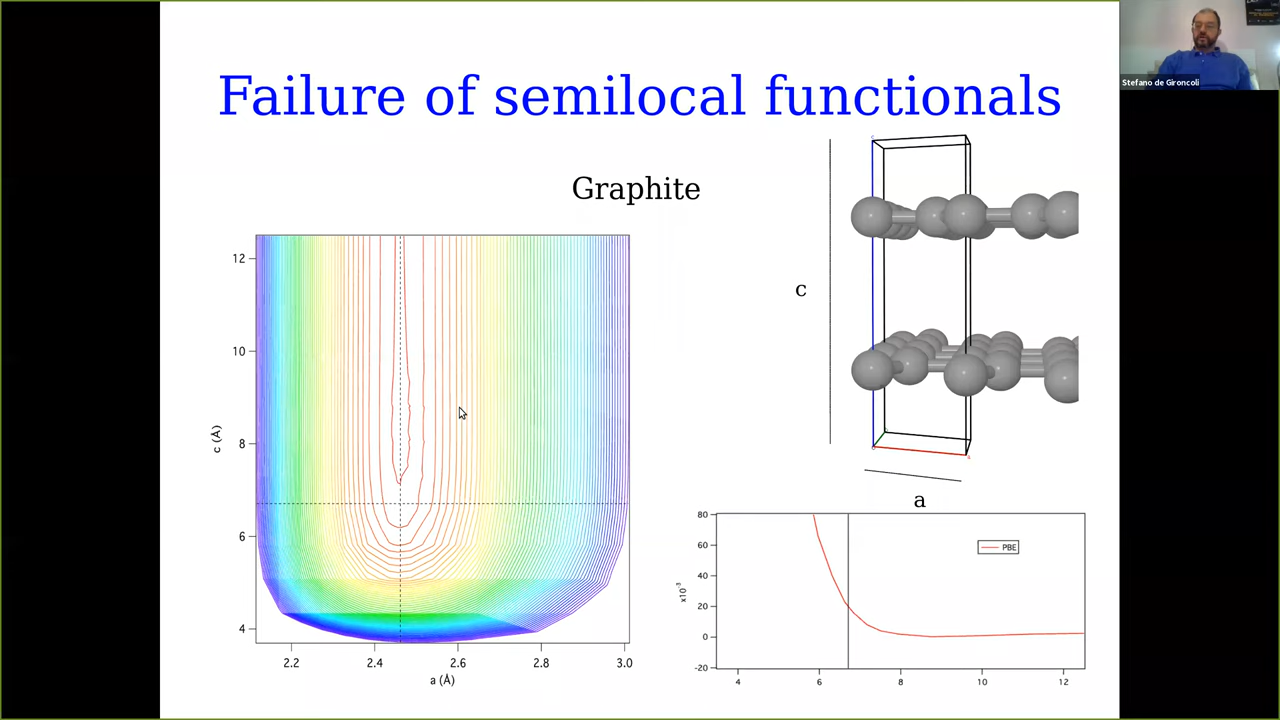 Stefano de Gironcoli
Failure of semilocal functionals
Graphite
c
a
12
10
8
6
4
c (Å)
2.2 2.4 2.6 2.8 3.0
a (Å)
80
60
40
20
0
-20
x10⁻³
PBE
4 6 8 10 12